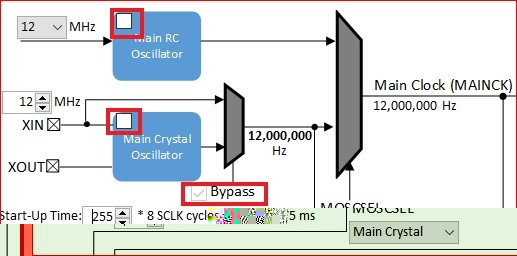 12 MHz
Main RC
Oscillator
Main Clock (MAINCK)
12,000,000 Hz
12 MHz
XIN
Main Crystal
Oscillator
12,000,000
Hz
XOUT
Bypass
Start-Up Time: 255 * 8 SCLK cycles 5 ms
MOSCSEL
Main Crystal